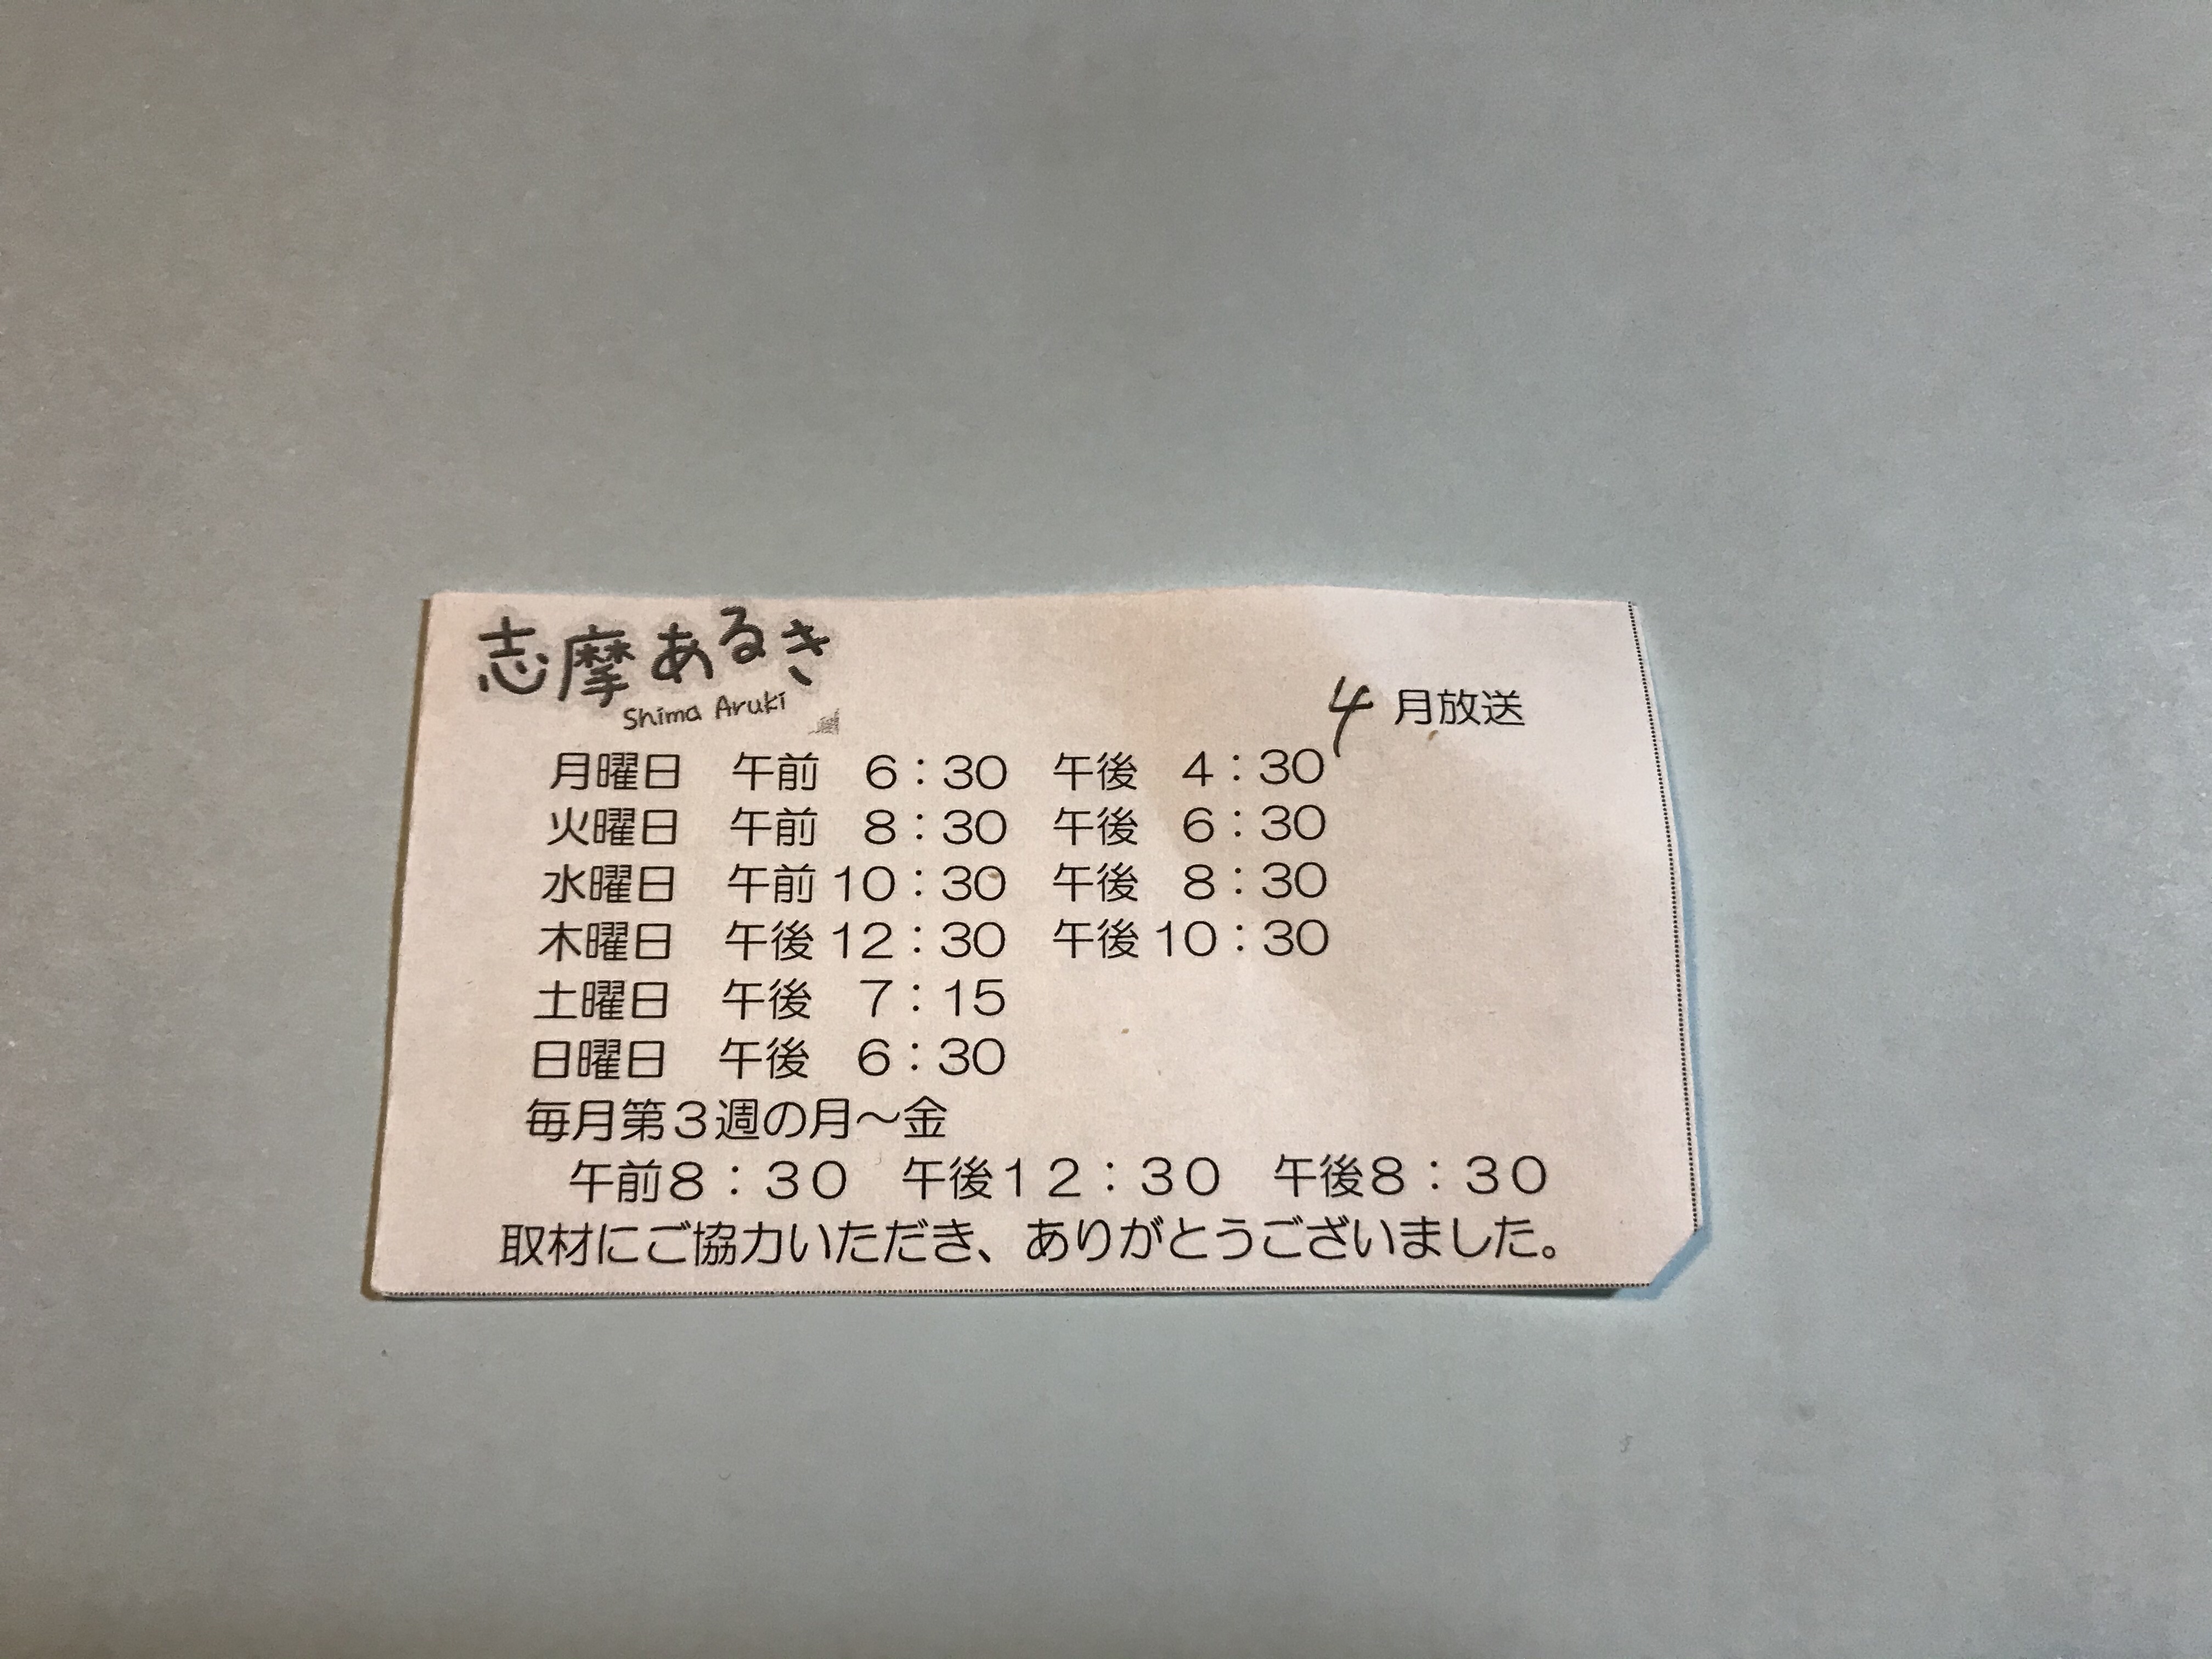 志摩あるき
Shima Aruki
4月放送
月曜日 午前 6：30 午後 4：30
火曜日 午前 8：30 午後 6：30
水曜日 午前 10：30 午後 8：30
木曜日 午後 12：30 午後 10：30
土曜日 午後 7：15
日曜日 午後 6：30
毎月第３週の月～金
午前８：３０ 午後１２：３０ 午後８：３０
取材にご協力いただき、ありがとうございました。